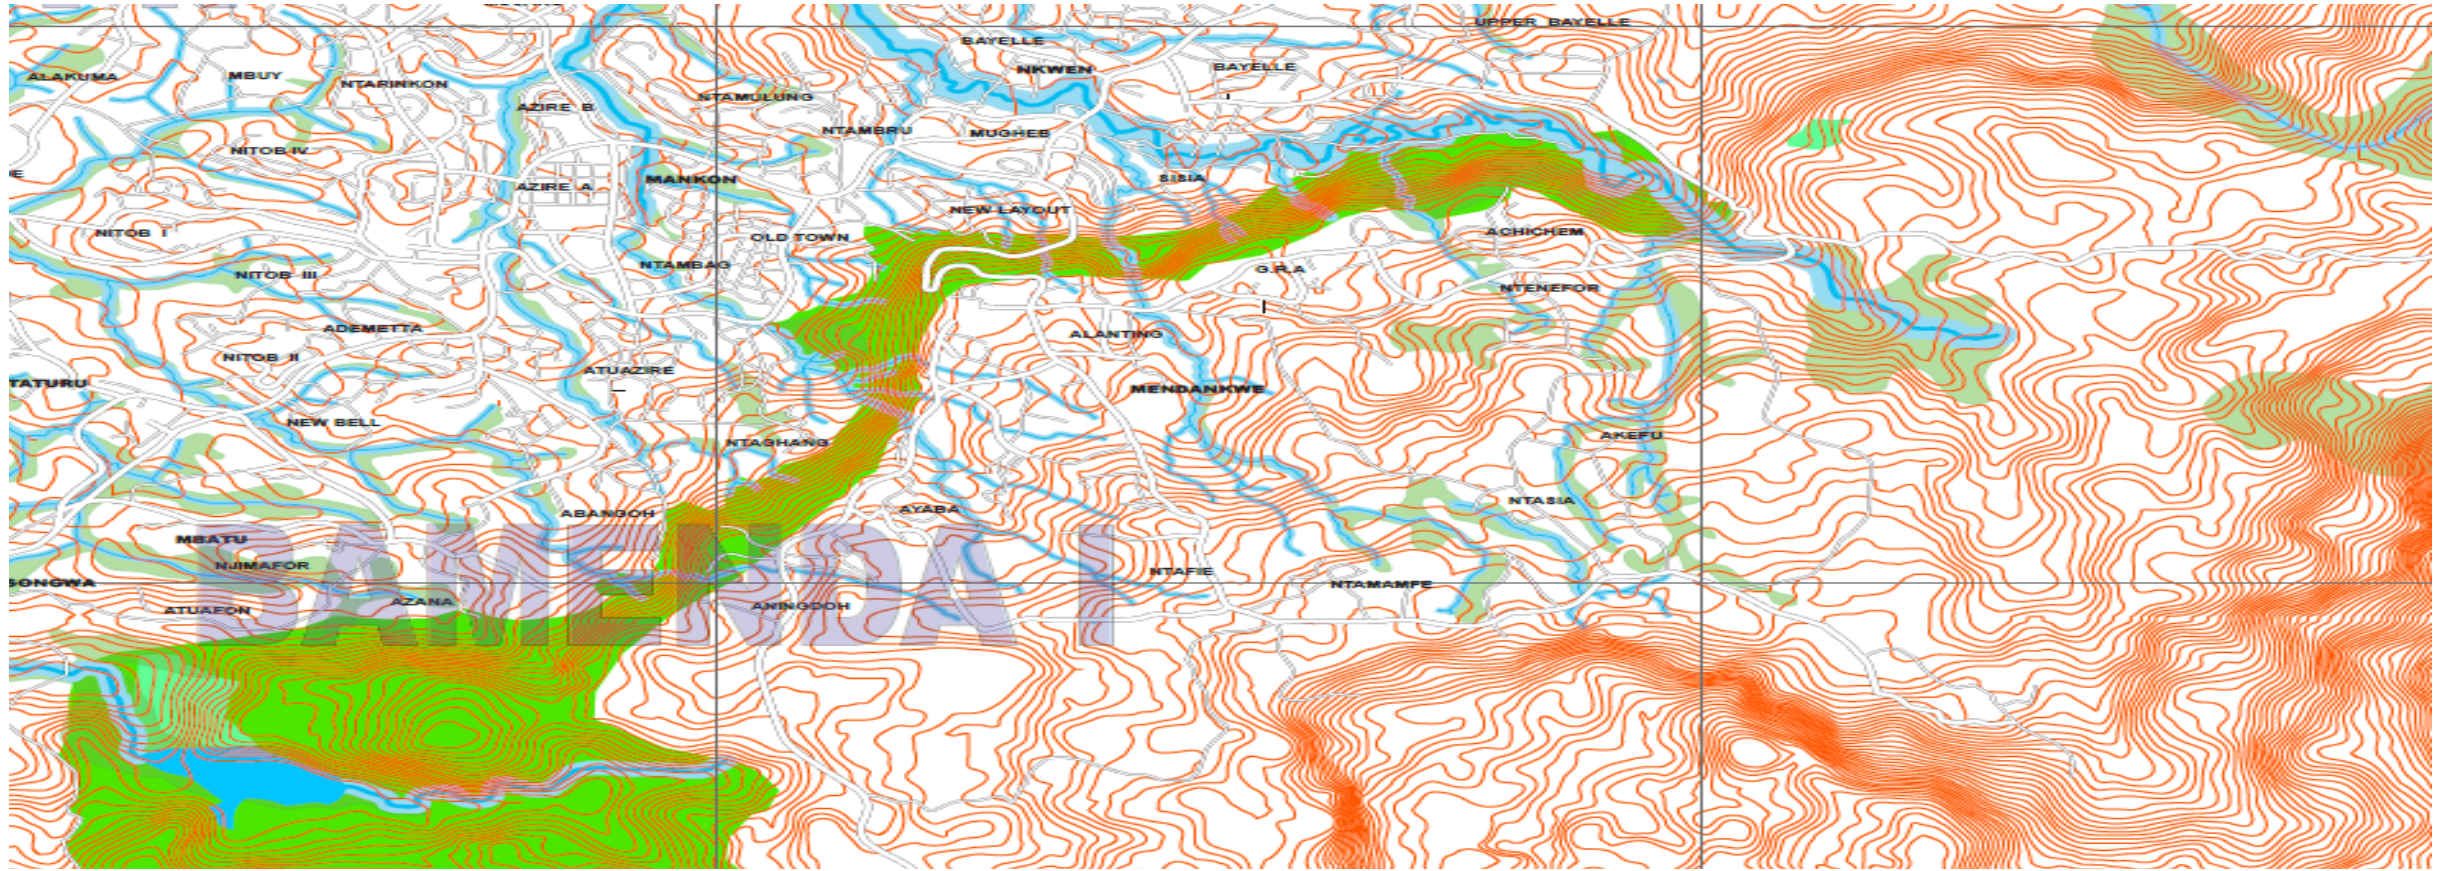 UPPER BAYELLE
BAYELLE
NKWEN
BAYELLE
ALAKUMA
MBUY
NTARINKON
NTAMULUNG
AZIRE B
NTAMBRU
MUGHEB
NITOB IV
E
AZIRE A
MANKON
SISIA
NEW LAYOUT
NITOB I
OLD TOWN
ACHICHEM
NTAMBAG
G.R.A
NITOB III
NTENEFOR
ADEMETTA
ALANTING
NITOB II
ATUAZIRE
TATURU
MENDANKWE
NEW BELL
NTAGHANG
AKEFU
NTASIA
ABANGOH
AYABA
MBATU
BAMENDA I
NJIMAFOR
NTAFIE
SONGWA
NTAMAMFE
AZANA
ATUAFON
ANINGDOH